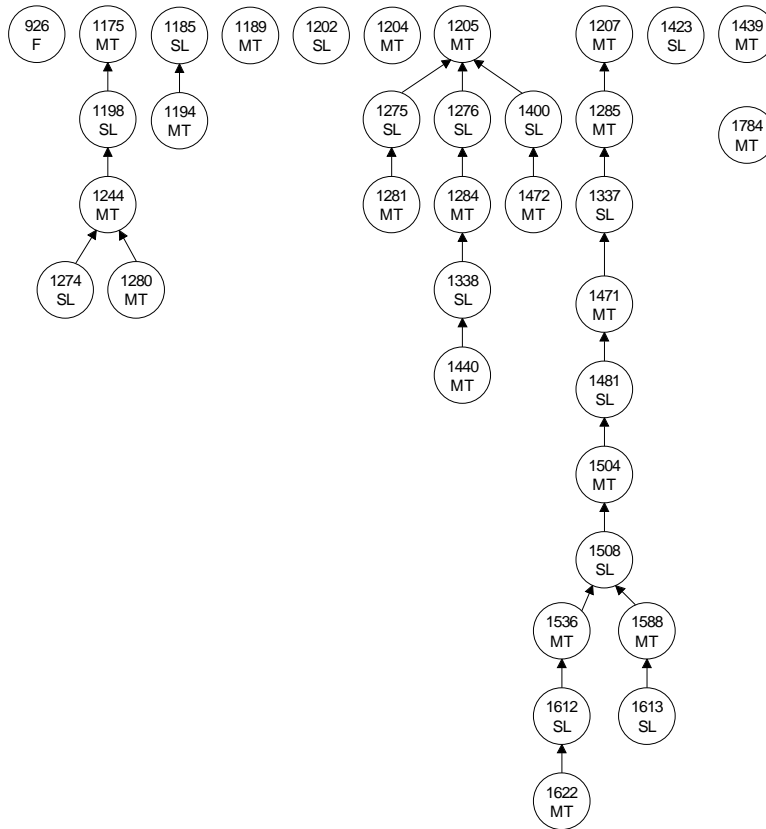 926
F
1175
MT
1185
SL
1189
MT
1202
SL
1204
MT
1205
MT
1207
MT
1423
SL
1439
MT
1198
SL
1194
MT
1275
SL
1276
SL
1400
SL
1285
MT
1784
MT
1244
MT
1281
MT
1284
MT
1472
MT
1337
SL
1274
SL
1280
MT
1338
SL
1471
MT
1440
MT
1481
SL
1504
MT
1508
SL
1536
MT
1588
MT
1612
SL
1613
SL
1622
MT